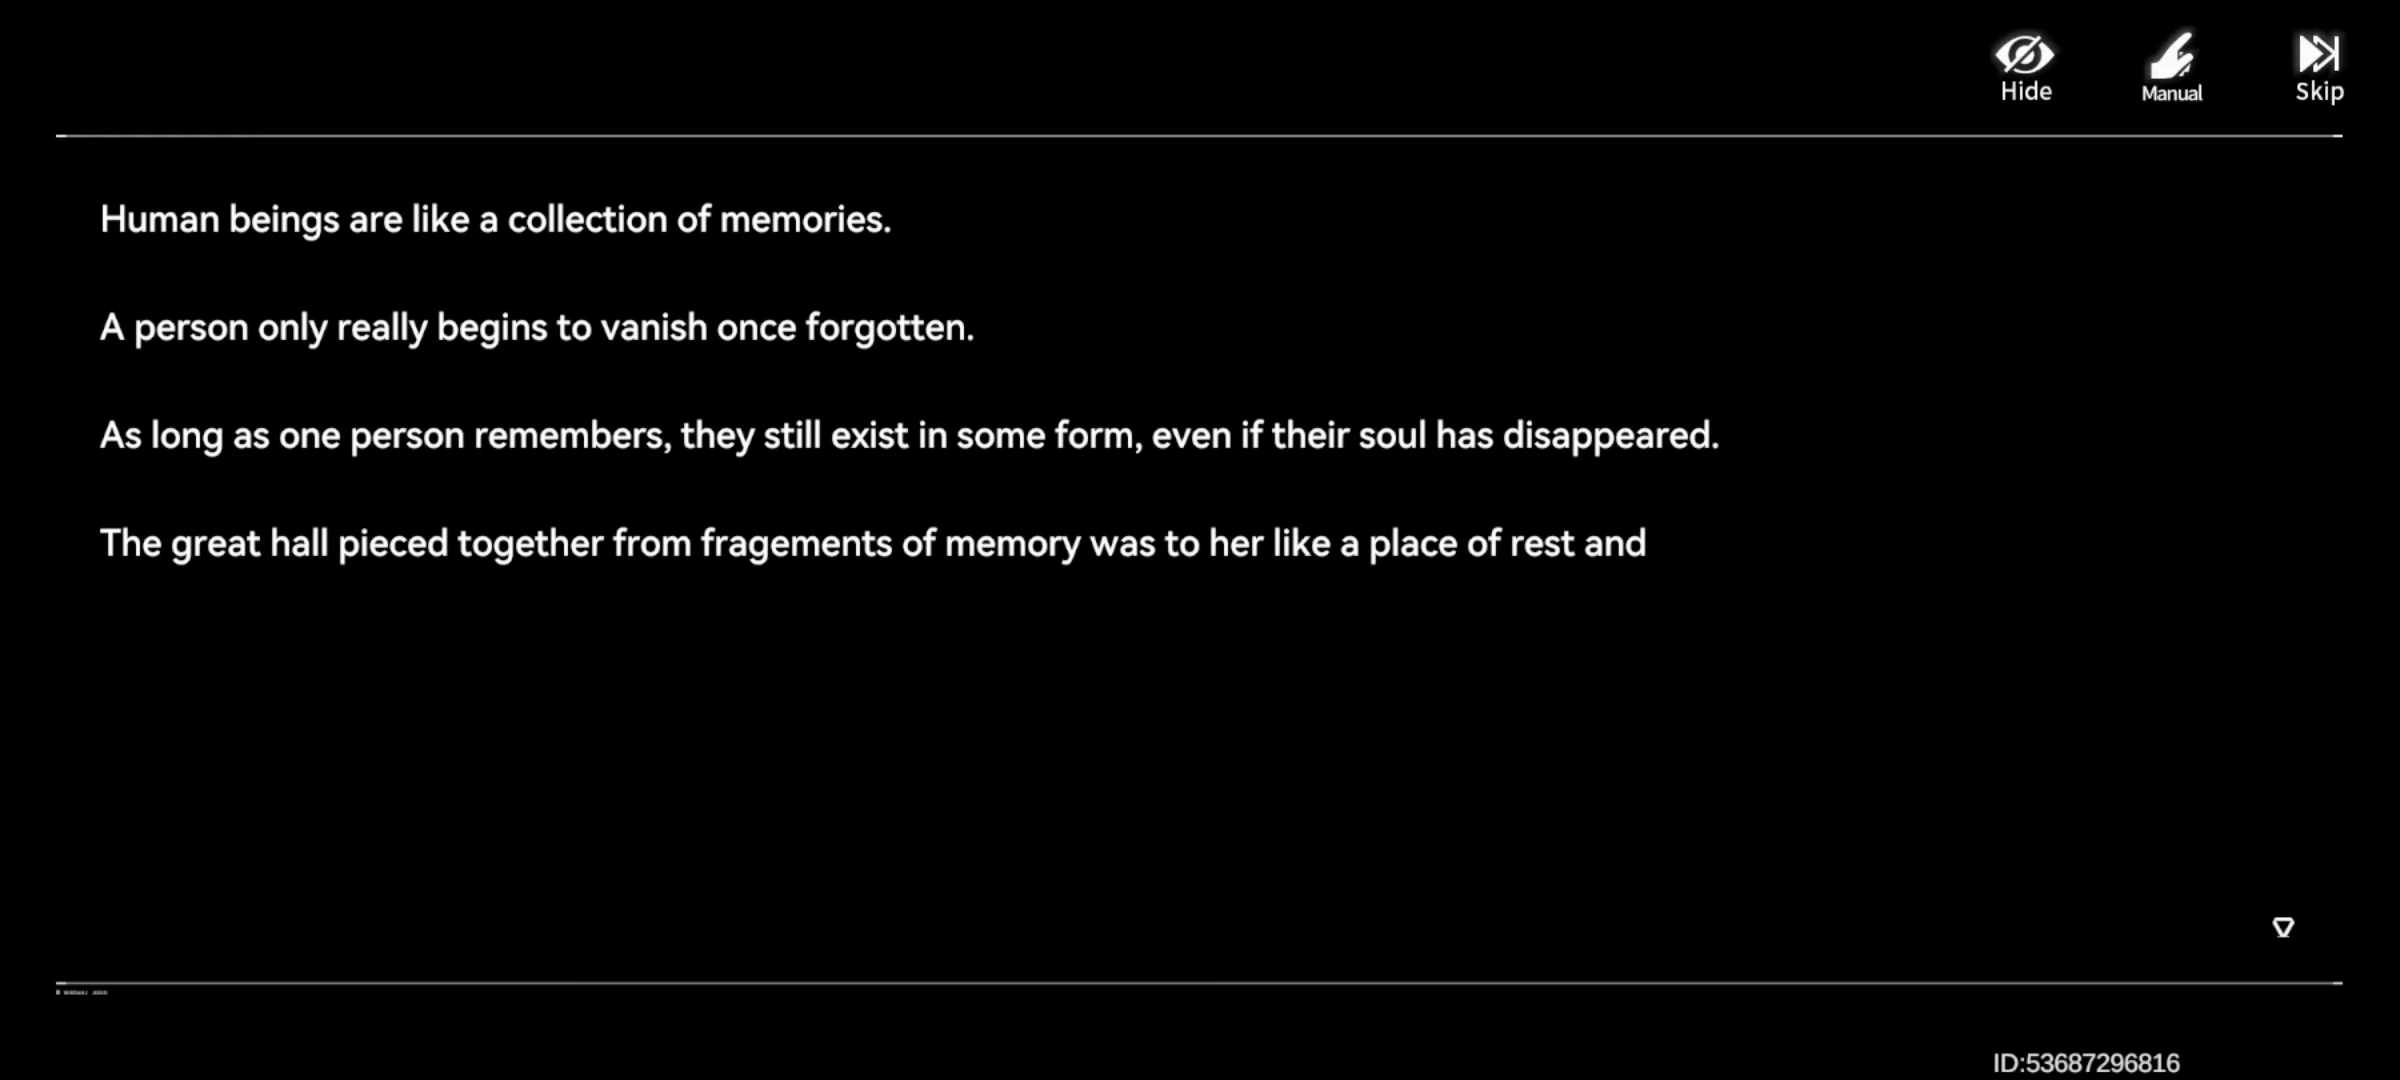 Hide
Manual
Skip
Human beings are like a collection of memories.
A person only really begins to vanish once forgotten.
As long as one person remembers, they still exist in some form, even if their soul has disappeared.
The great hall pieced together from fragements of memory was to her like a place of rest and
ID:53687296816